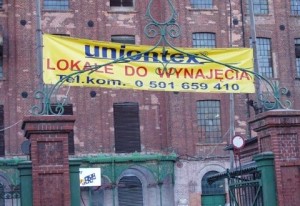 uniontex
LOKALE DO WYNAJĘCIA
Tel.kom. 0 501 659 410